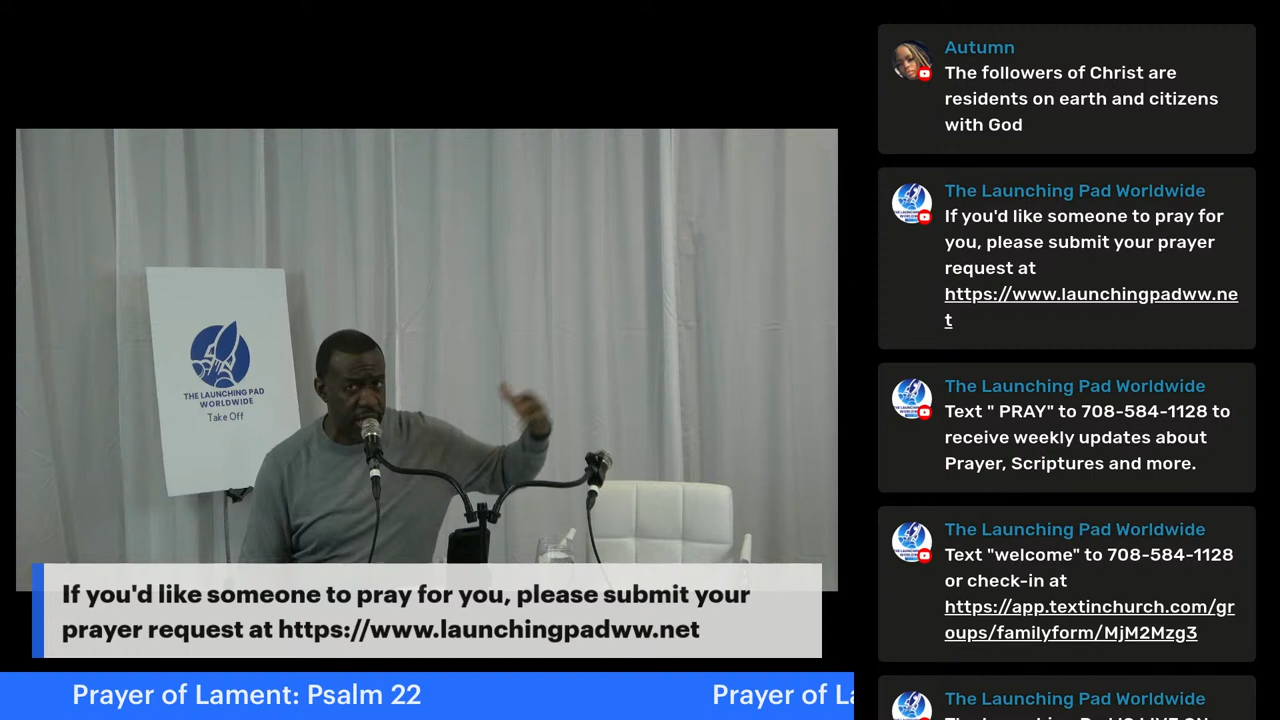 Autumn
The followers of Christ are
residents on earth and citizens
with God
The Launching Pad Worldwide
If you'd like someone to pray for
you, please submit your prayer
request at
https://www.launchingpadww.ne
t
The Launching Pad Worldwide
Text " PRAY" to 708-584-1128 to
receive weekly updates about
Prayer, Scriptures and more.
The Launching Pad Worldwide
Text "welcome" to 708-584-1128
or check-in at
https://app.textinchurch.com/gr
oups/familyform/MjM2Mzg3
The Launching Pad Worldwide
THE LAUNCHING PAD
WORLDWIDE
Take Off
If you'd like someone to pray for you, please submit your
prayer request at https://www.launchingpadww.net
Prayer of Lament: Psalm 22
Prayer of La